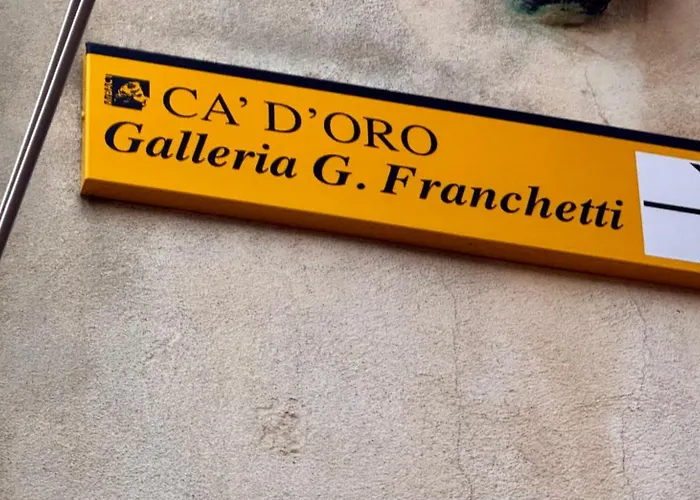 CA' D'ORO
Galleria G. Franchetti